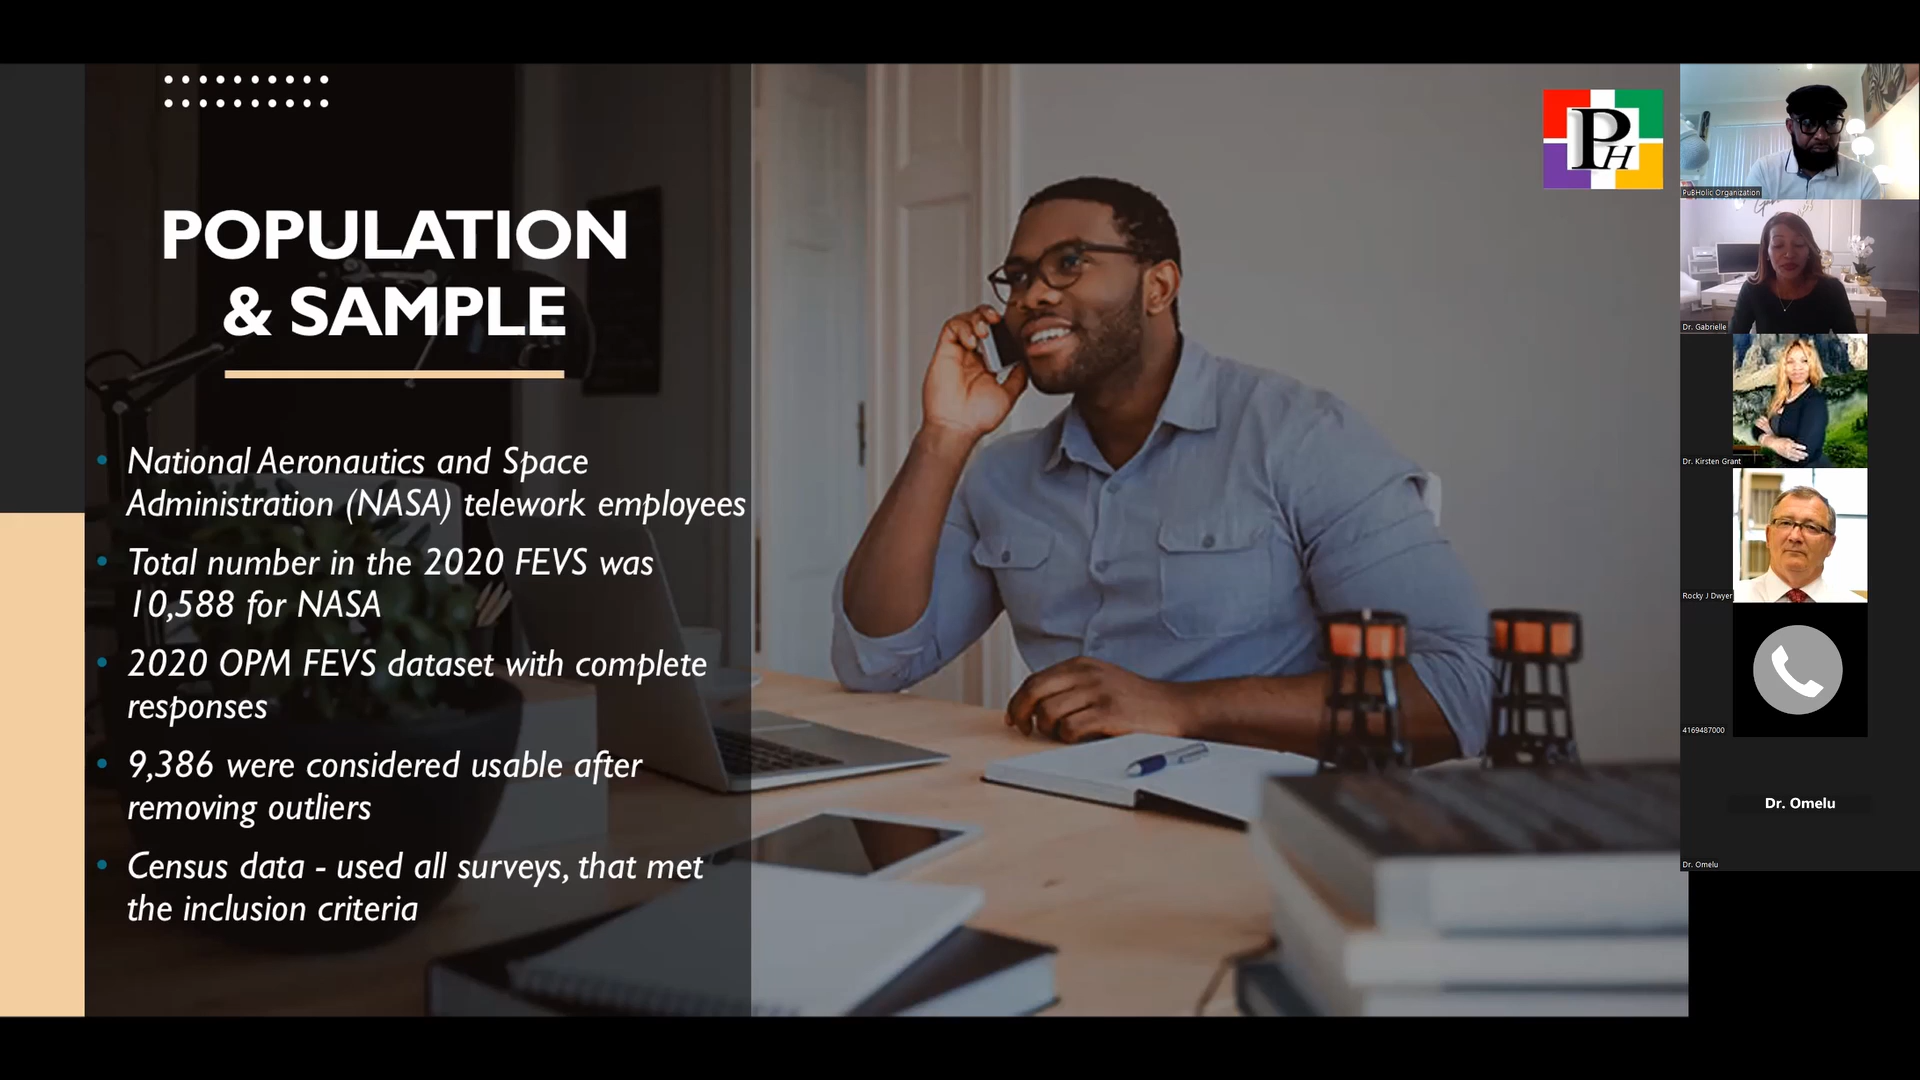 POPULATION
& SAMPLE
• National Aeronautics and Space
Administration (NASA) telework employees
• Total number in the 2020 FEVS was
10,588 for NASA
• 2020 OPM FEVS dataset with complete
responses
• 9,386 were considered usable after
removing outliers
• Census data - used all surveys, that met
the inclusion criteria
PH
PuBHolic Organization
Dr. Gabrielle
Dr. Kirsten Grant
Rocky J Dwyer
4169487000
Dr. Omelu
Dr. Omelu